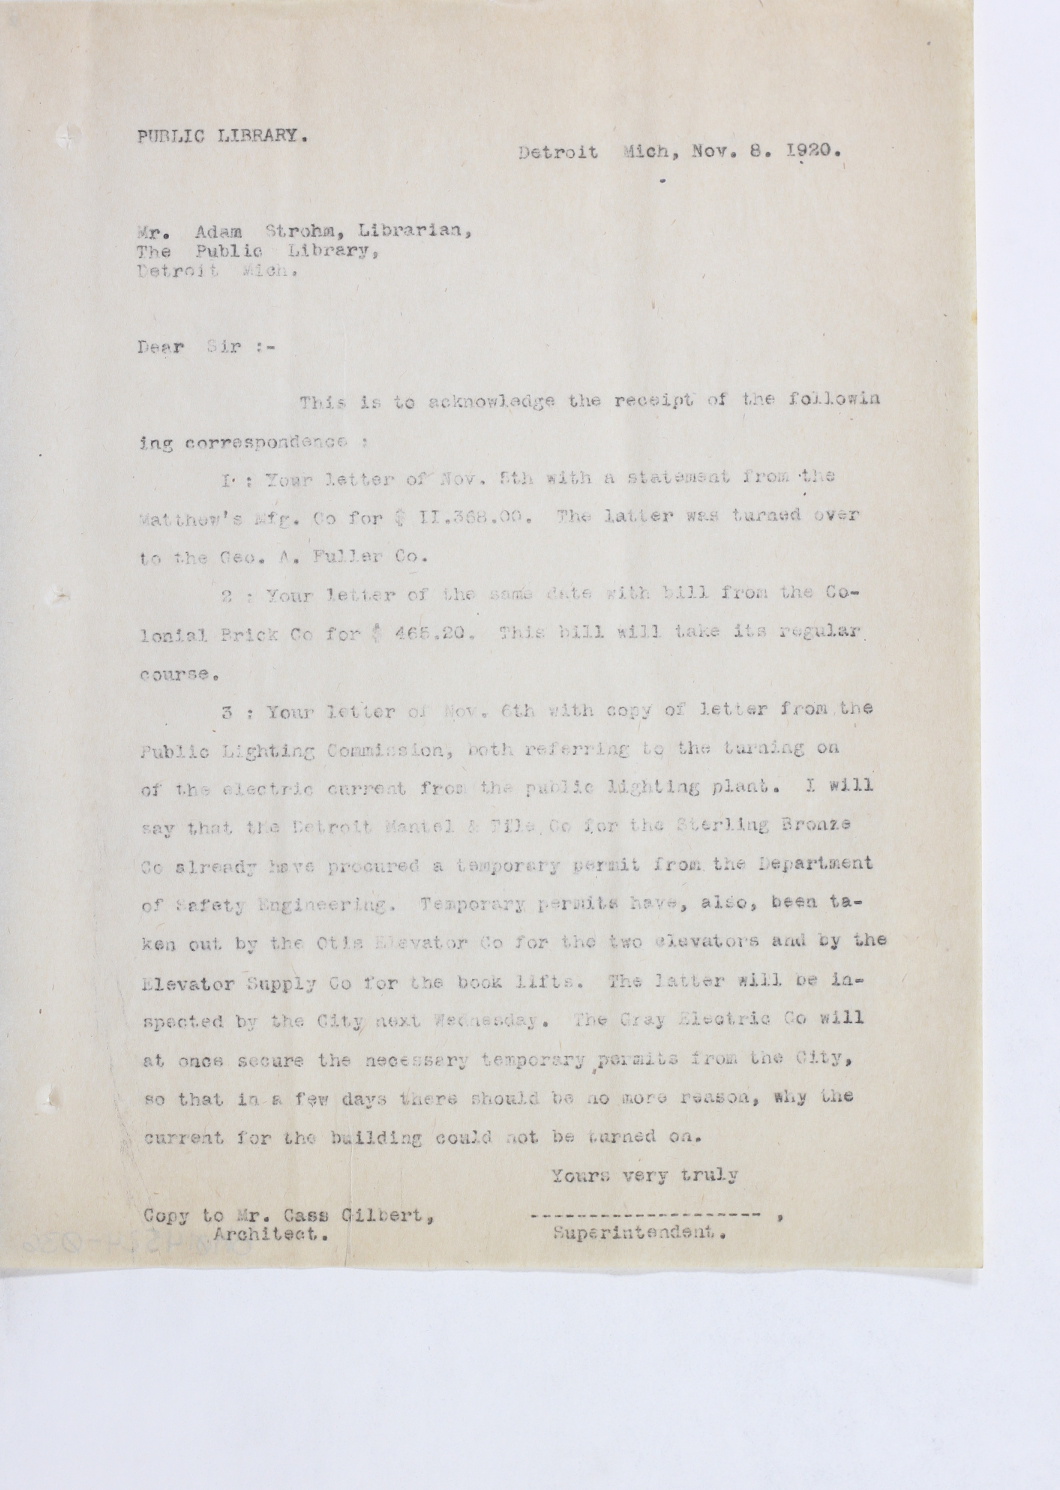 PUBLIC LIBRARY.
Detroit Mich, Nov. 8. I920.
Mr. Adam Strohm, Librarian,
The Public Library,
Detroit Mich.
Dear Sir :-
This is to acknowledge the receipt of the followin
ing correspondence :
I : Your letter of Nov. 5th with a statement from the
Matthew's Mfg. Co for $ II.368.00. The latter was turned over
to the Geo. A. Fuller Co.
2 : Your letter of the same date with bill from the Co-
lonial Brick Co for $ 465.20. This bill will take its regular
course.
3 : Your letter of Nov. 6th with copy of letter from the
Public Lighting Commission, both referring to the turning on
of the electric current from the public lighting plant. I will
say that the Detroit Mantel & Tile Co for the Sterling Bronze
Co already have procured a temporary permit from the Department
of Safety Engineering. Temporary permits have, also, been ta-
ken out by the Otis Elevator Co for the two elevators and by the
Elevator Supply Co for the book lifts. The latter will be in-
spected by the City next Wednesday. The Gray Electric Co will
at once secure the necessary temporary permits from the City,
so that in a few days there should be no more reason, why the
current for the building could not be turned on.
Yours very truly
Copy to Mr. Cass Gilbert,
Architect.
-------------------- ,
Superintendent.